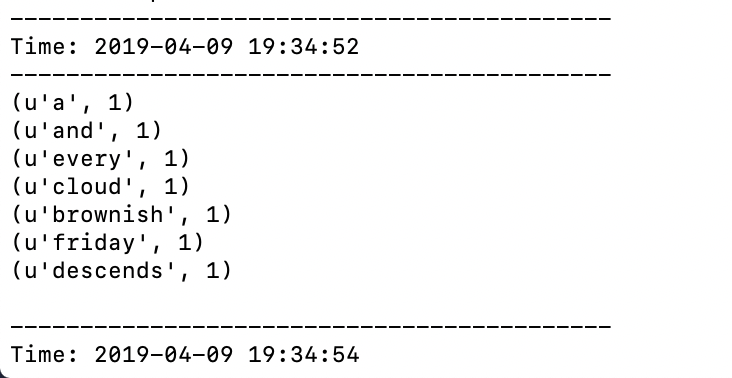 -------------------------------------------
Time: 2019-04-09 19:34:52
-------------------------------------------
(u'a', 1)
(u'and', 1)
(u'every', 1)
(u'cloud', 1)
(u'brownish', 1)
(u'friday', 1)
(u'descends', 1)

-------------------------------------------
Time: 2019-04-09 19:34:54